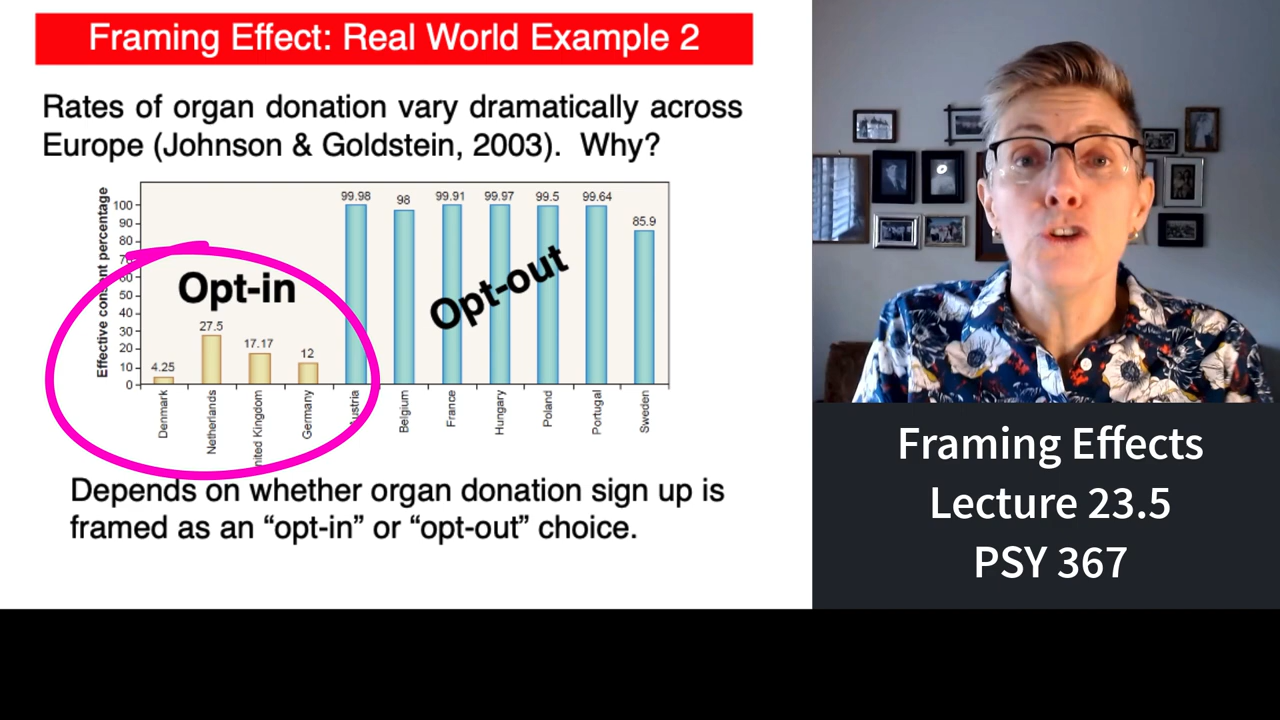 Framing Effect: Real World Example 2
Rates of organ donation vary dramatically across
Europe (Johnson & Goldstein, 2003). Why?
Effective consent percentage
100
90
80
60
50
40
30
20
10
0
4.25
27.5
17.17
12
99.98
98
99.91
99.97
99.5
99.64
85.9
Opt-in
Opt-out
Denmark
Netherlands
nited Kingdom
Germany
ustria
Belgium
France
Hungary
Poland
Portugal
Sweden
Depends on whether organ donation sign up is
framed as an “opt-in” or “opt-out” choice.
Framing Effects
Lecture 23.5
PSY 367